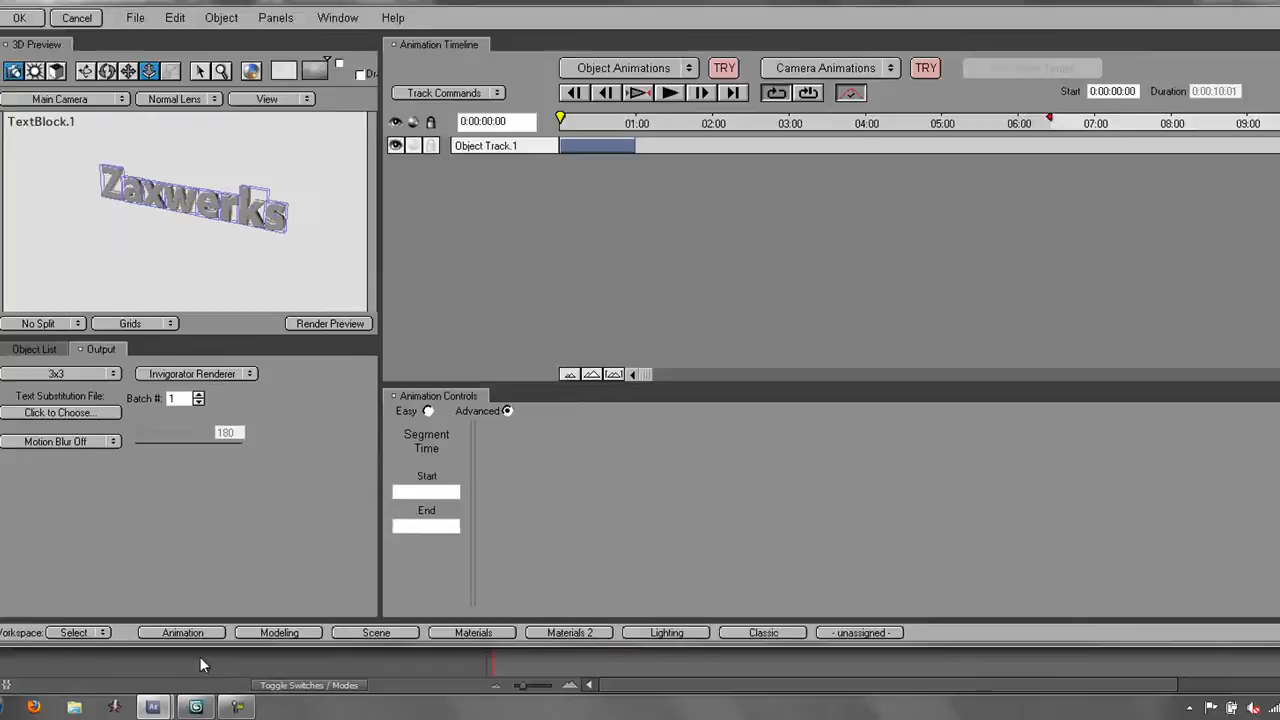 OK Cancel File Edit Object Panels Window Help
3D Preview
Animation Timeline
Object Animations TRY Camera Animations TRY
Main Camera Normal Lens View
Track Commands
Start 0:00:00:00 Duration 0:00:10:01
TextBlock.1
0:00:00:00 01:00 02:00 03:00 04:00 05:00 06:00 07:00 08:00 09:00
Object Track.1
Zaxwerks
No Split Grids Render Preview
Object List Output
3x3 Invigorator Renderer
Text Substitution File: Batch #: 1
Click to Choose...
Motion Blur Off 180
Animation Controls
Easy Advanced
Segment
Time
Start
End
Workspace: Select Animation Modeling Scene Materials Materials 2 Lighting Classic - unassigned -
Toggle Switches / Modes